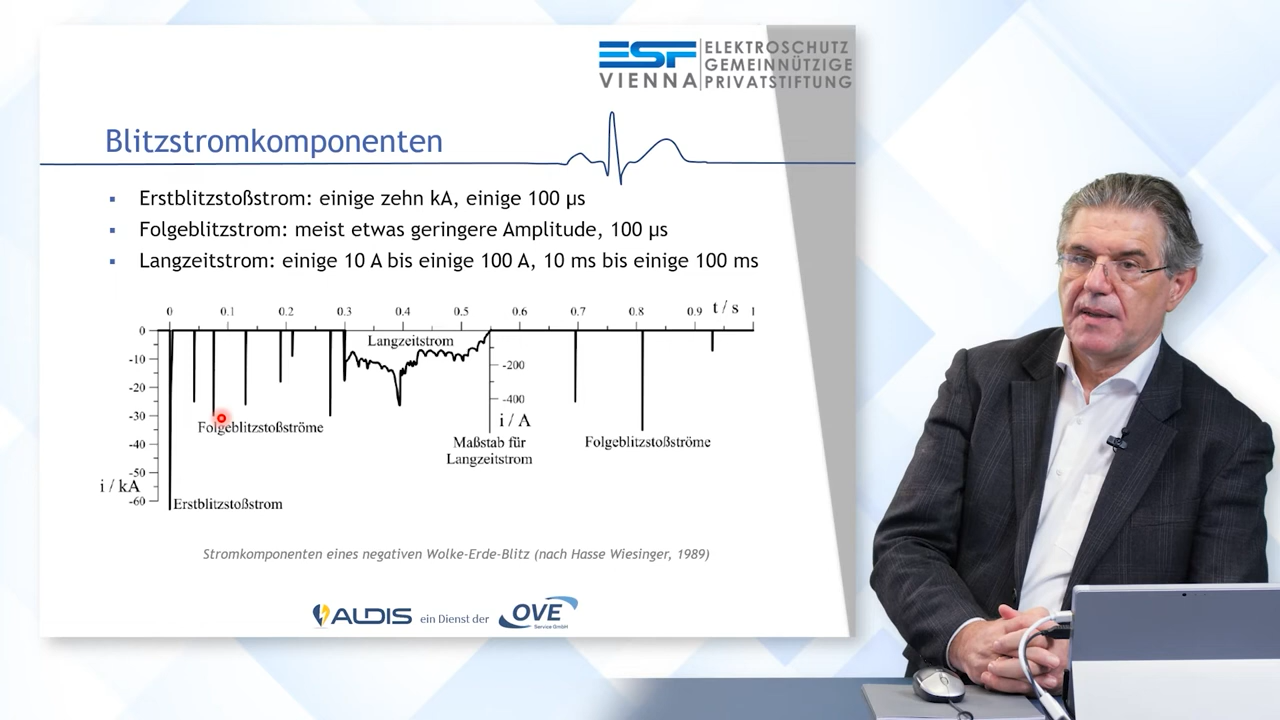 ESF
VIENNA
ELEKTROSCHUTZ
GEMEINNÜTZIGE
PRIVATSTIFTUNG
Blitzstromkomponenten
Erstblitzstoßstrom: einige zehn kA, einige 100 µs
Folgeblitzstrom: meist etwas geringere Amplitude, 100 µs
Langzeitstrom: einige 10 A bis einige 100 A, 10 ms bis einige 100 ms
0 0.1 0.2 0.3 0.4 0.5 0.6 0.7 0.8 0.9 t / s 1
0
-10
-20
-30
-40
-50
-60
i / kA
Langzeitstrom
-200
-400
i / A
Folgeblitzstoßströme
Maßstab für
Langzeitstrom
Folgeblitzstoßströme
Erstblitzstoßstrom
Stromkomponenten eines negativen Wolke-Erde-Blitz (nach Hasse Wiesinger, 1989)
ALDIS ein Dienst der OVE
Service GmbH